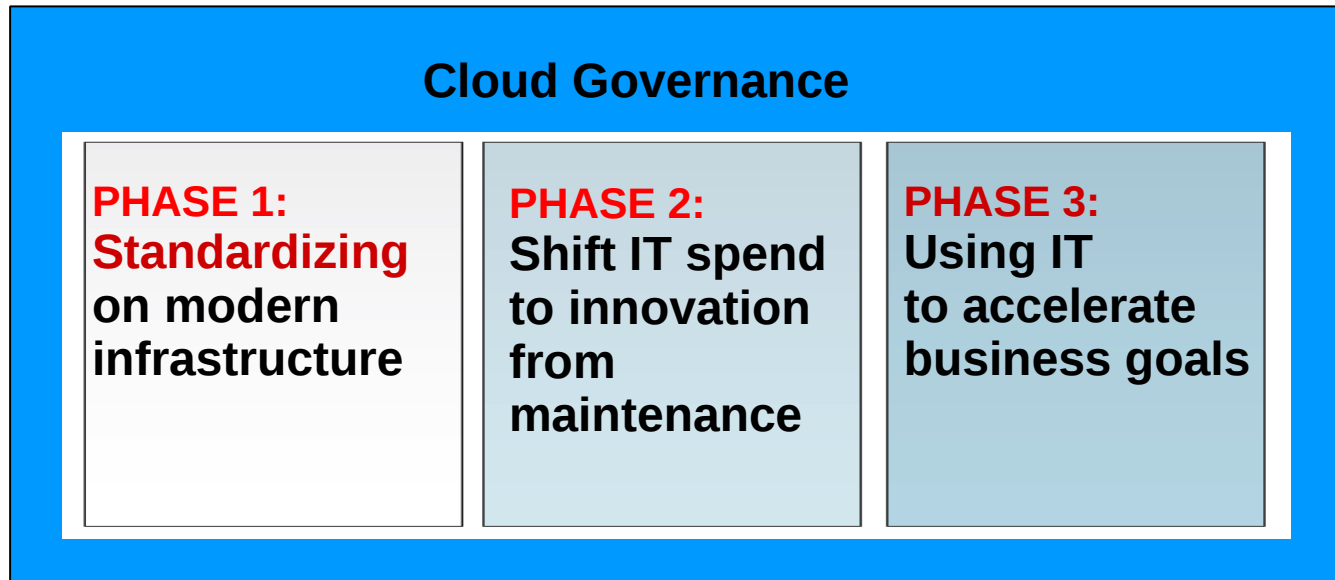 Cloud Governance
PHASE 1:
Standardizing
on modern
infrastructure
PHASE 2:
Shift IT spend
to innovation
from
maintenance
PHASE 3:
Using IT
to accelerate
business goals